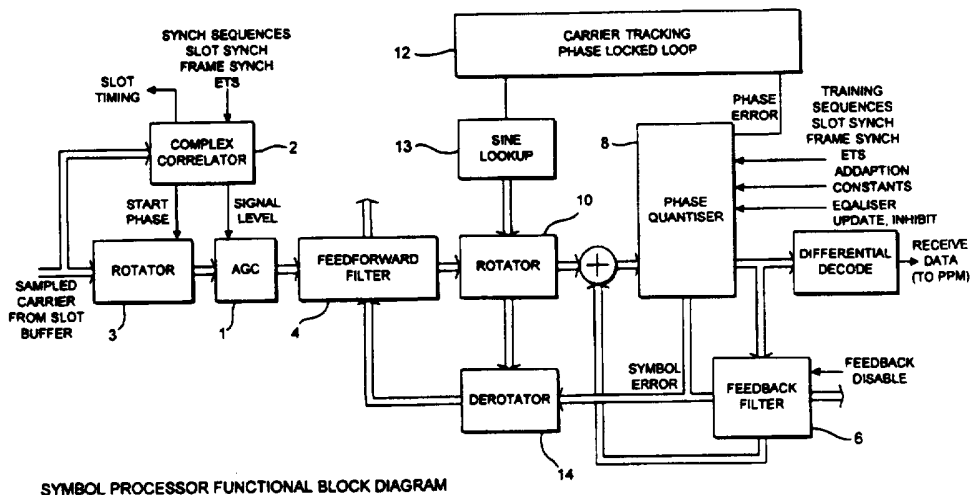 SYNCH SEQUENCES
SLOT SYNCH
FRAME SYNCH
ETS
SLOT
TIMING
COMPLEX
CORRELATOR
2
START
PHASE
SIGNAL
LEVEL
12
CARRIER TRACKING
PHASE LOCKED LOOP
13
SINE
LOOKUP
PHASE
ERROR
8
PHASE
QUANTISER
TRAINING
SEQUENCES
SLOT SYNCH
FRAME SYNCH
ETS
ADDAPTION
CONSTANTS
EQALISER
UPDATE, INHIBIT
SAMPLED
CARRIER
FROM SLOT
BUFFER
ROTATOR
3
AGC
1
FEEDFORWARD
FILTER
4
10
ROTATOR
+
DIFFERENTIAL
DECODE
RECEIVE
DATA
(TO PPM)
DEROTATOR
14
SYMBOL
ERROR
FEEDBACK
FILTER
6
FEEDBACK
DISABLE
SYMBOL PROCESSOR FUNCTIONAL BLOCK DIAGRAM